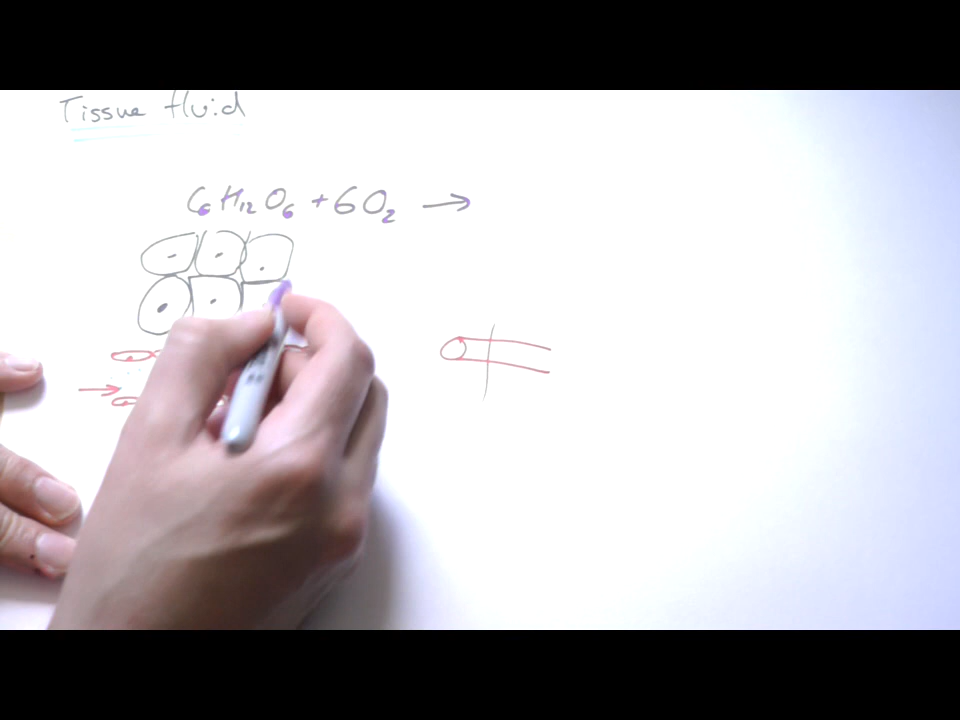 Tissue fluid
C₆H₁₂O₆ + 6O₂ →